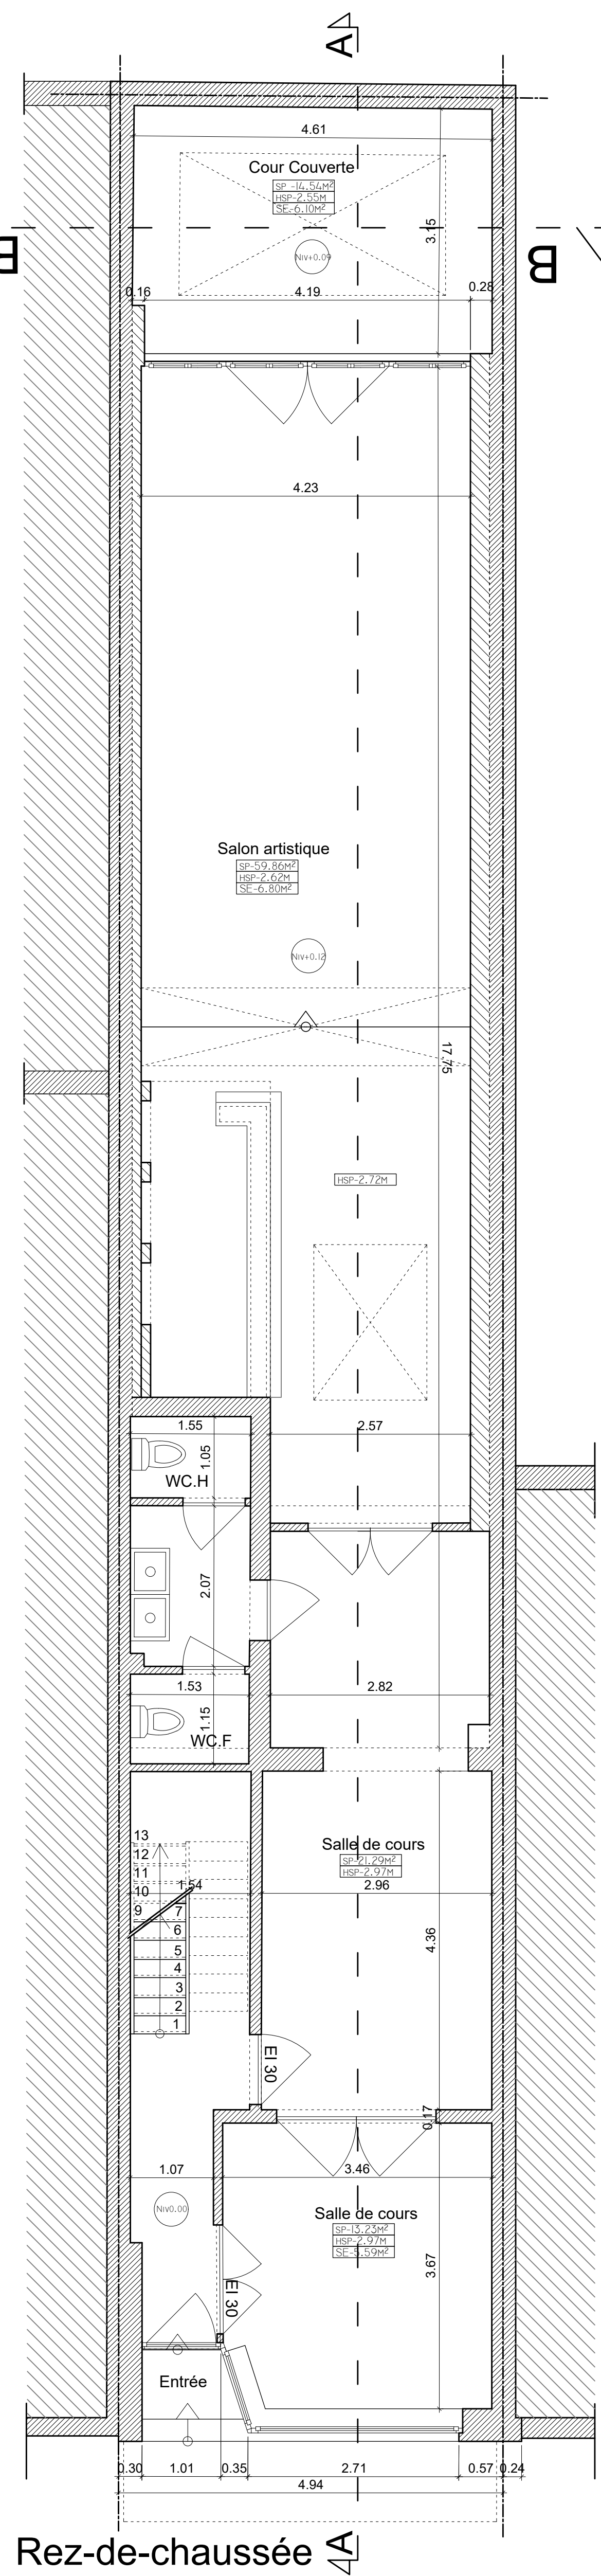 A
4.61
Cour Couverte
SP -14.54M²
HSP-2.55M
SE-6.10M²
3.15
B
B
Niv+0.09
0.16
4.19
0.28
4.23
Salon artistique
SP-59.86M²
HSP-2.62M
SE-6.80M²
Niv+0.12
17.75
HSP-2.72M
1.55
2.57
1.05
WC.H
2.07
1.53
2.82
1.15
WC.F
13
12
11
10
9
1.54
7
6
5
4
3
2
1
Salle de cours
SP-21.29M²
HSP-2.97M
2.96
4.36
EI 30
0.17
1.07
3.46
Niv0.00
Salle de cours
SP-13.23M²
HSP-2.97M
SE-5.59M²
3.67
EI 30
Entrée
0.30
1.01
0.35
2.71
0.57
0.24
4.94
Rez-de-chaussée
A